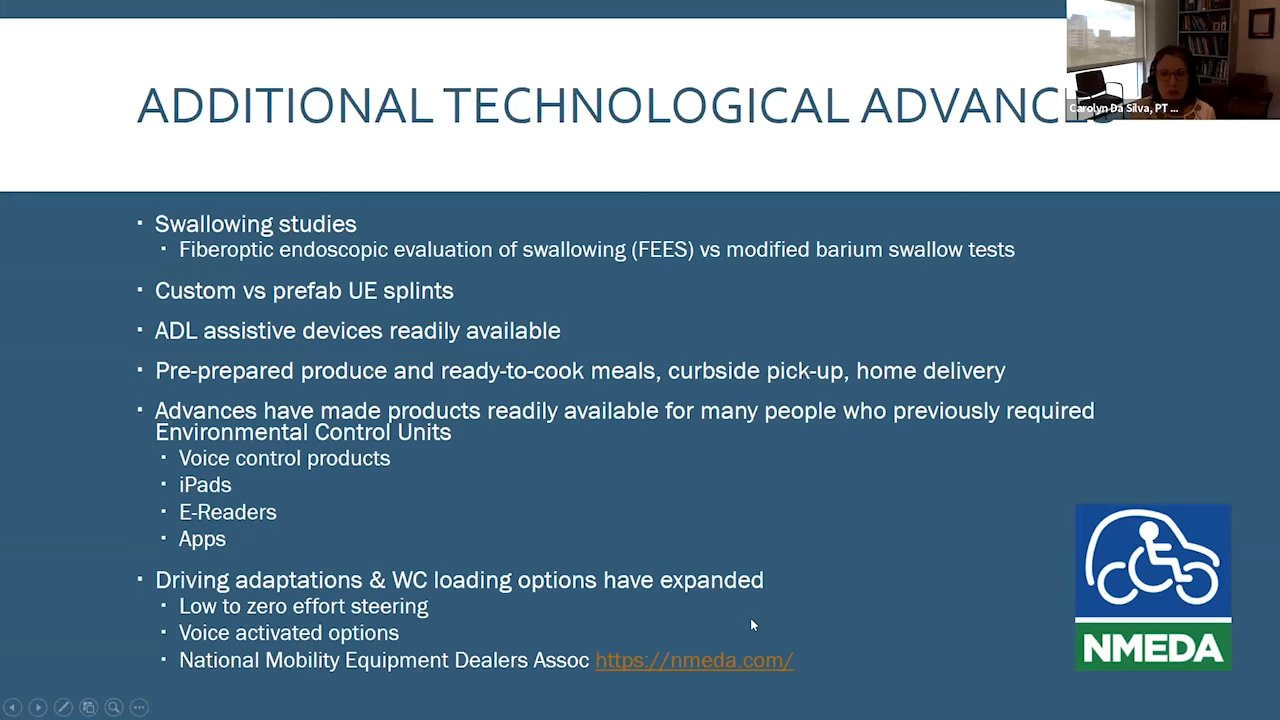 ADDITIONAL TECHNOLOGICAL ADVANCES
Carolyn Da Silva, PT ...
Swallowing studies
Fiberoptic endoscopic evaluation of swallowing (FEES) vs modified barium swallow tests
Custom vs prefab UE splints
ADL assistive devices readily available
Pre-prepared produce and ready-to-cook meals, curbside pick-up, home delivery
Advances have made products readily available for many people who previously required
Environmental Control Units
Voice control products
iPads
E-Readers
Apps
Driving adaptations & WC loading options have expanded
Low to zero effort steering
Voice activated options
National Mobility Equipment Dealers Assoc https://nmeda.com/
NMEDA